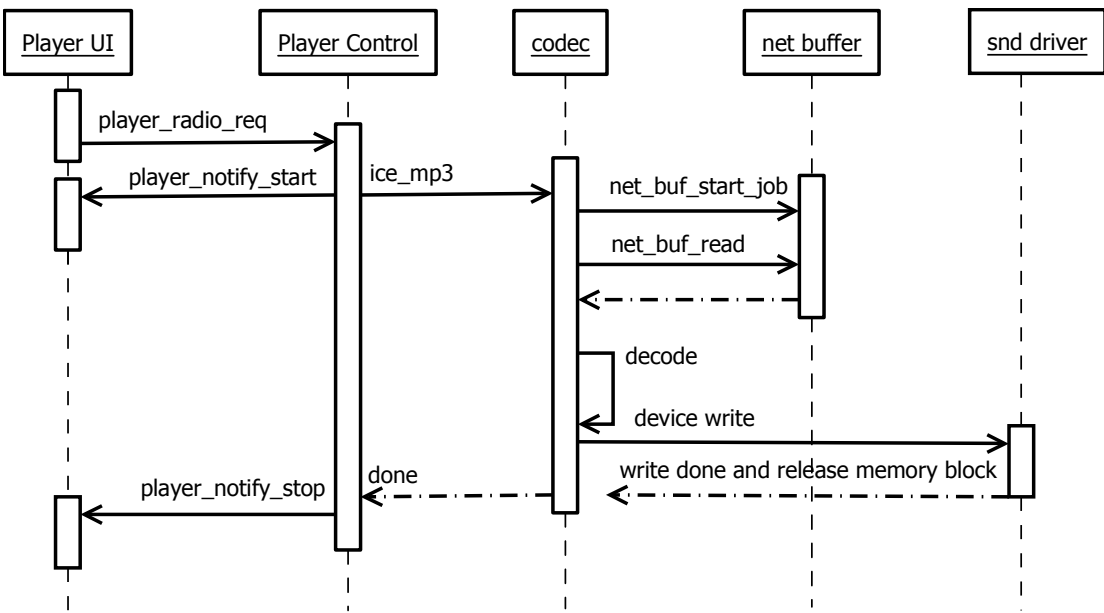 Player UI
Player Control
codec
net buffer
snd driver
player_radio_req
player_notify_start
ice_mp3
net_buf_start_job
net_buf_read
decode
device write
write done and release memory block
done
player_notify_stop